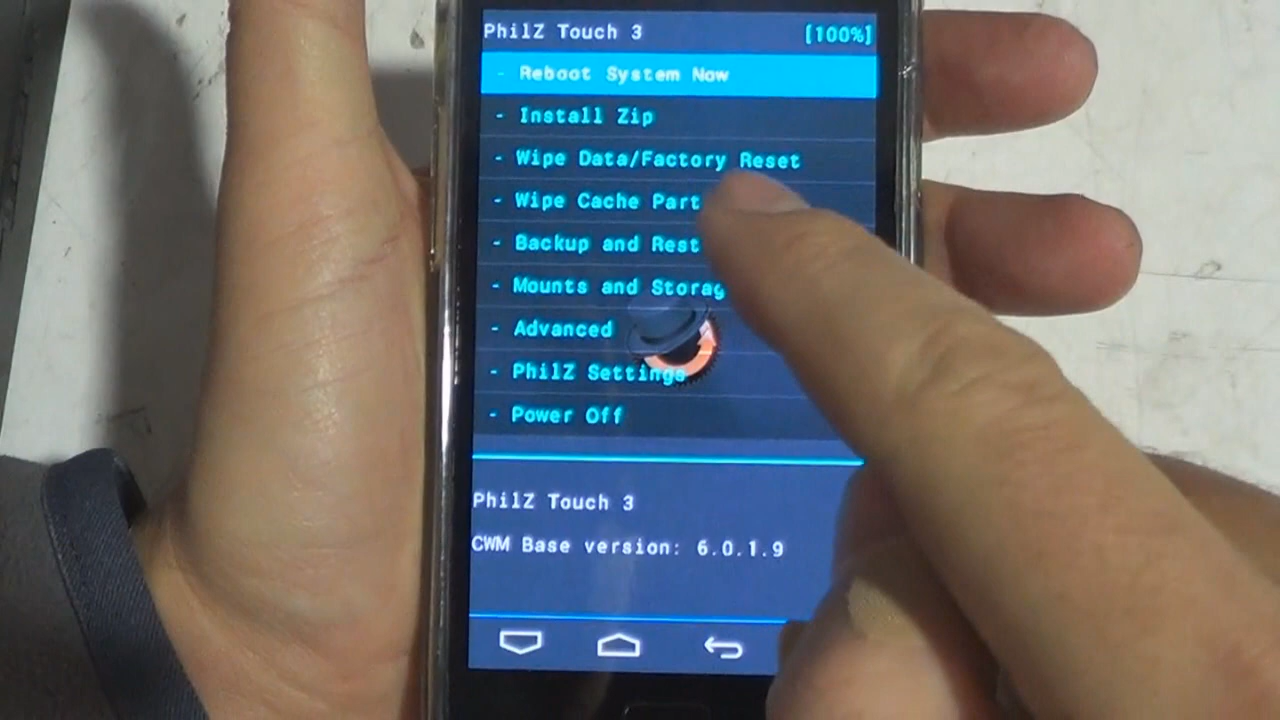 PhilZ Touch 3 [100%]
- Reboot System Now
- Install Zip
- Wipe Data/Factory Reset
- Wipe Cache Part
- Backup and Rest
- Mounts and Storag
- Advanced
- PhilZ Settings
- Power Off
PhilZ Touch 3
CWM Base version: 6.0.1.9